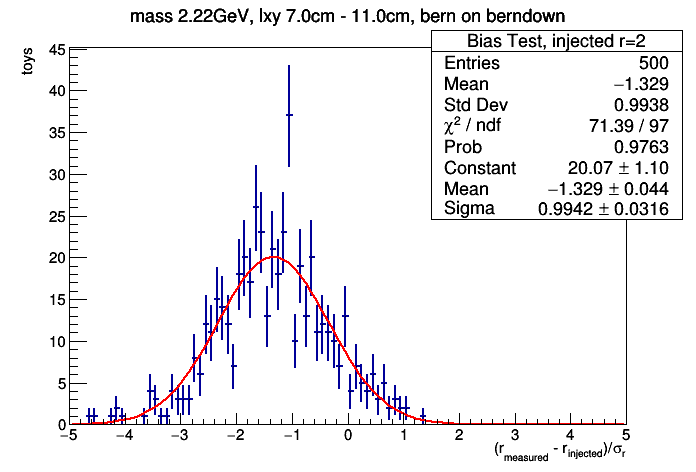 mass 2.22GeV, lxy 7.0cm - 11.0cm, bern on berndown
Bias Test, injected r=2
Entries 500
Mean −1.329
Std Dev 0.9938
χ² / ndf 71.39 / 97
Prob 0.9763
Constant 20.07 ± 1.10
Mean −1.329 ± 0.044
Sigma 0.9942 ± 0.0316
toys
45
40
35
30
25
20
15
10
5
0
−5 −4 −3 −2 −1 0 1 2 3 4 5
(r_measured - r_injected)/σ_r